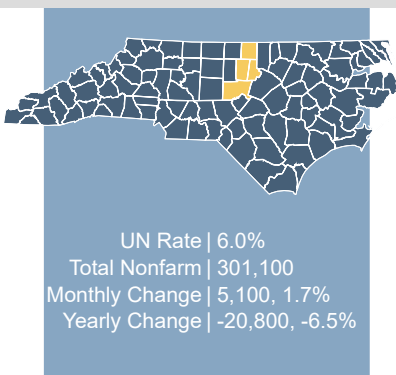 UN Rate | 6.0%
Total Nonfarm | 301,100
Monthly Change | 5,100, 1.7%
Yearly Change | -20,800, -6.5%